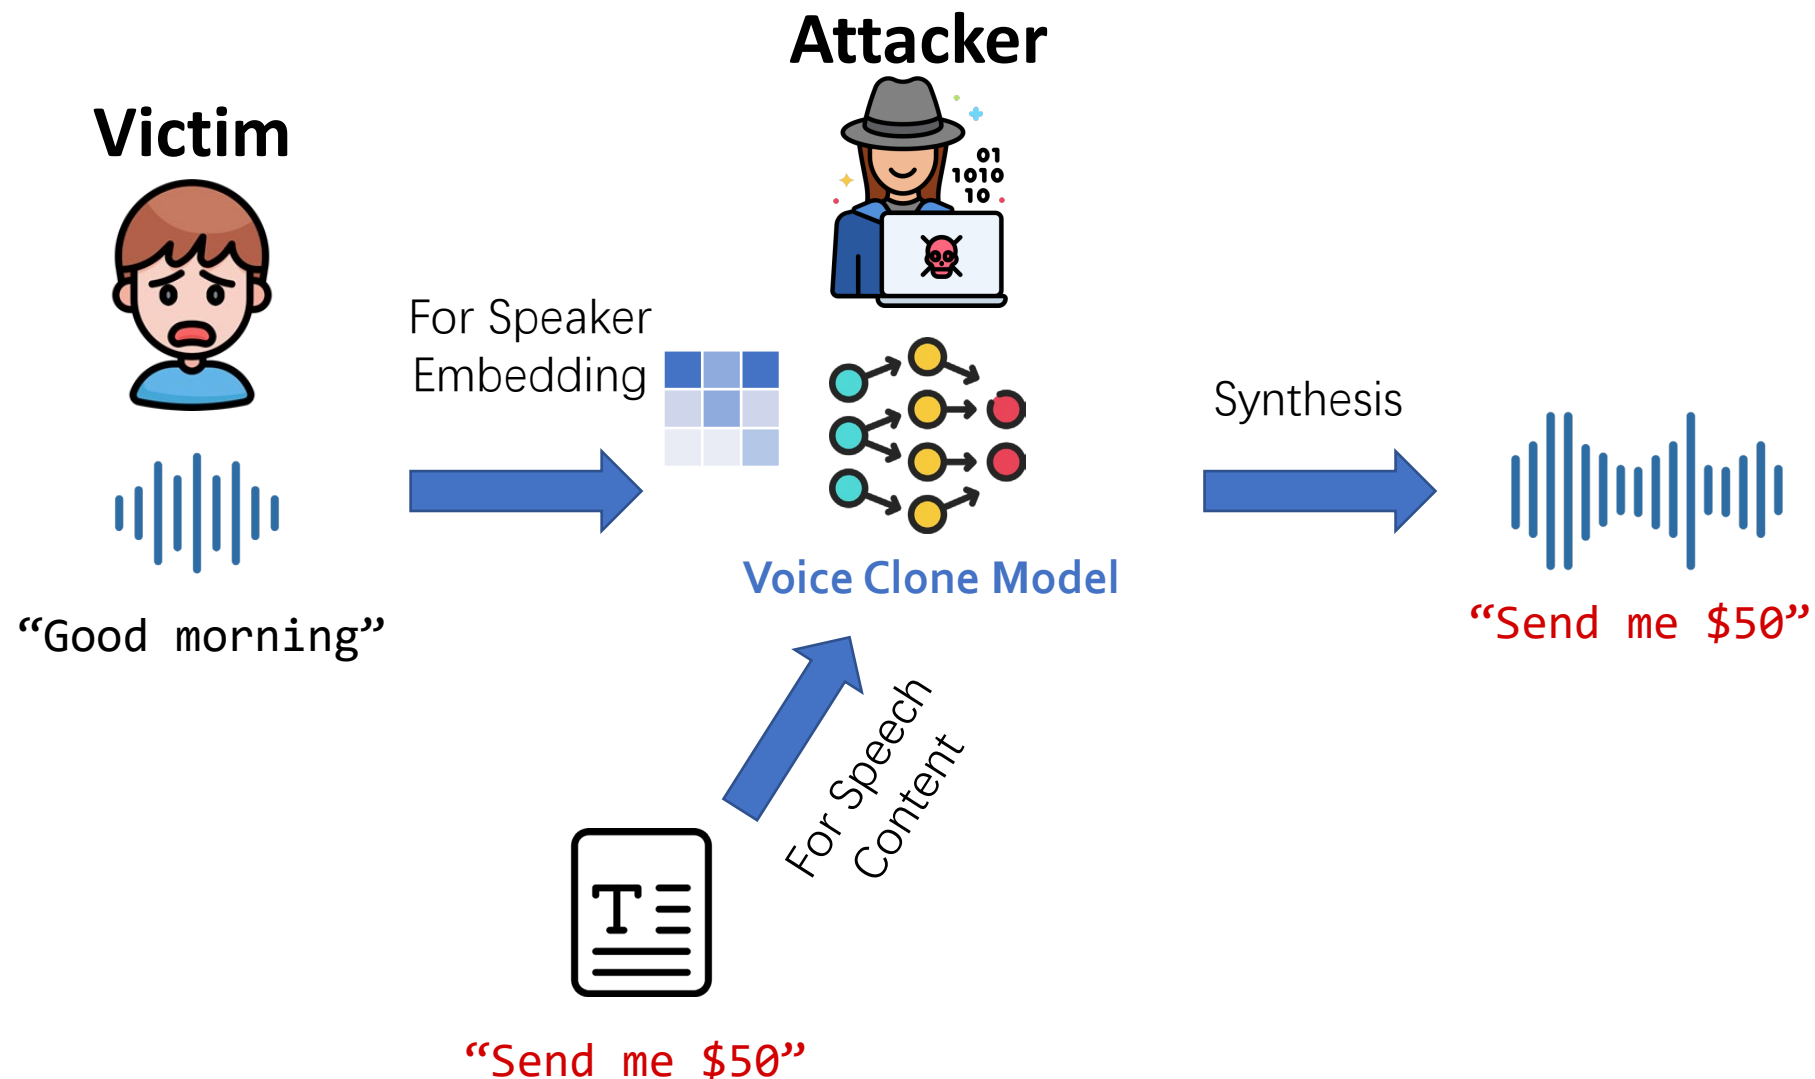 Attacker
Victim
01
1010
10
For Speaker
Embedding
Synthesis
Voice Clone Model
“Good morning”
“Send me $50”
For Speech
Content
T
“Send me $50”